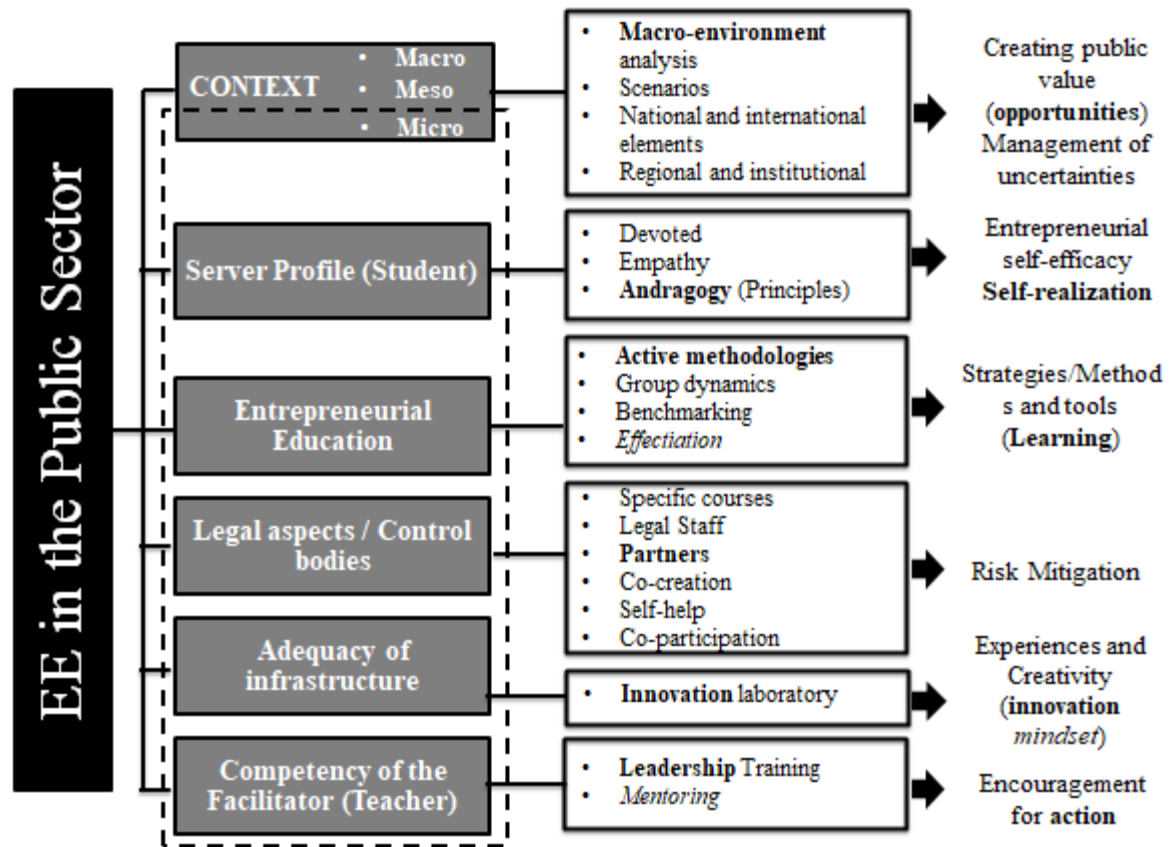 EE in the Public Sector
CONTEXT
• Macro
• Meso
• Micro
• Macro-environment
analysis
• Scenarios
• National and international
elements
• Regional and institutional
Creating public
value
(opportunities)
Management of
uncertainties
Server Profile (Student)
• Devoted
• Empathy
• Andragogy (Principles)
Entrepreneurial
self-efficacy
Self-realization
Entrepreneurial
Education
• Active methodologies
• Group dynamics
• Benchmarking
• Effectiation
Strategies/Method
s and tools
(Learning)
Legal aspects / Control
bodies
• Specific courses
• Legal Staff
• Partners
• Co-creation
• Self-help
• Co-participation
Risk Mitigation
Adequacy of
infrastructure
• Innovation laboratory
Experiences and
Creativity
(innovation
mindset)
Competency of the
Facilitator (Teacher)
• Leadership Training
• Mentoring
Encouragement
for action